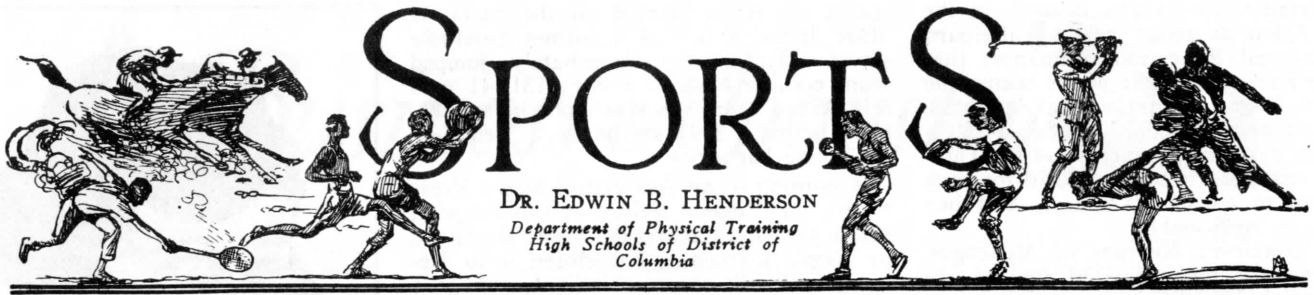 SPORTS
DR. EDWIN B. HENDERSON
Department of Physical Training
High Schools of District of
Columbia